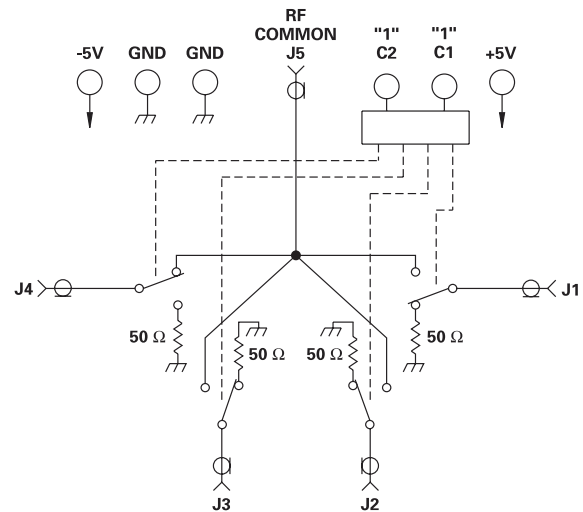 RF
COMMON
J5
-5V
GND
GND
"1"
C2
"1"
C1
+5V
J4
J1
50 Ω
50 Ω
50 Ω
50 Ω
J3
J2